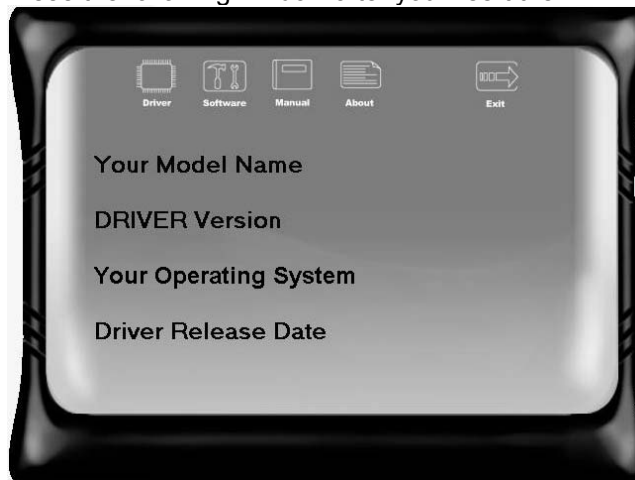 Driver Software Manual About Exit
Your Model Name
DRIVER Version
Your Operating System
Driver Release Date